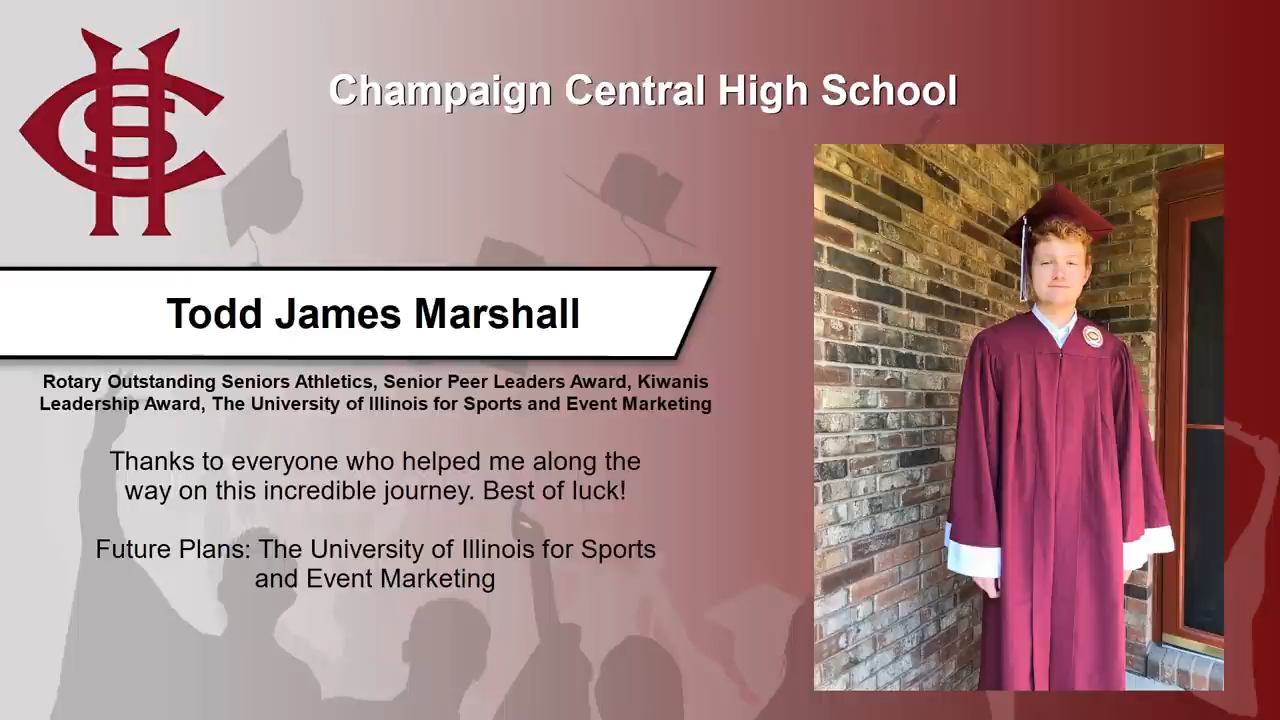 Champaign Central High School
Todd James Marshall
Rotary Outstanding Seniors Athletics, Senior Peer Leaders Award, Kiwanis
Leadership Award, The University of Illinois for Sports and Event Marketing
Thanks to everyone who helped me along the
way on this incredible journey. Best of luck!
Future Plans: The University of Illinois for Sports
and Event Marketing